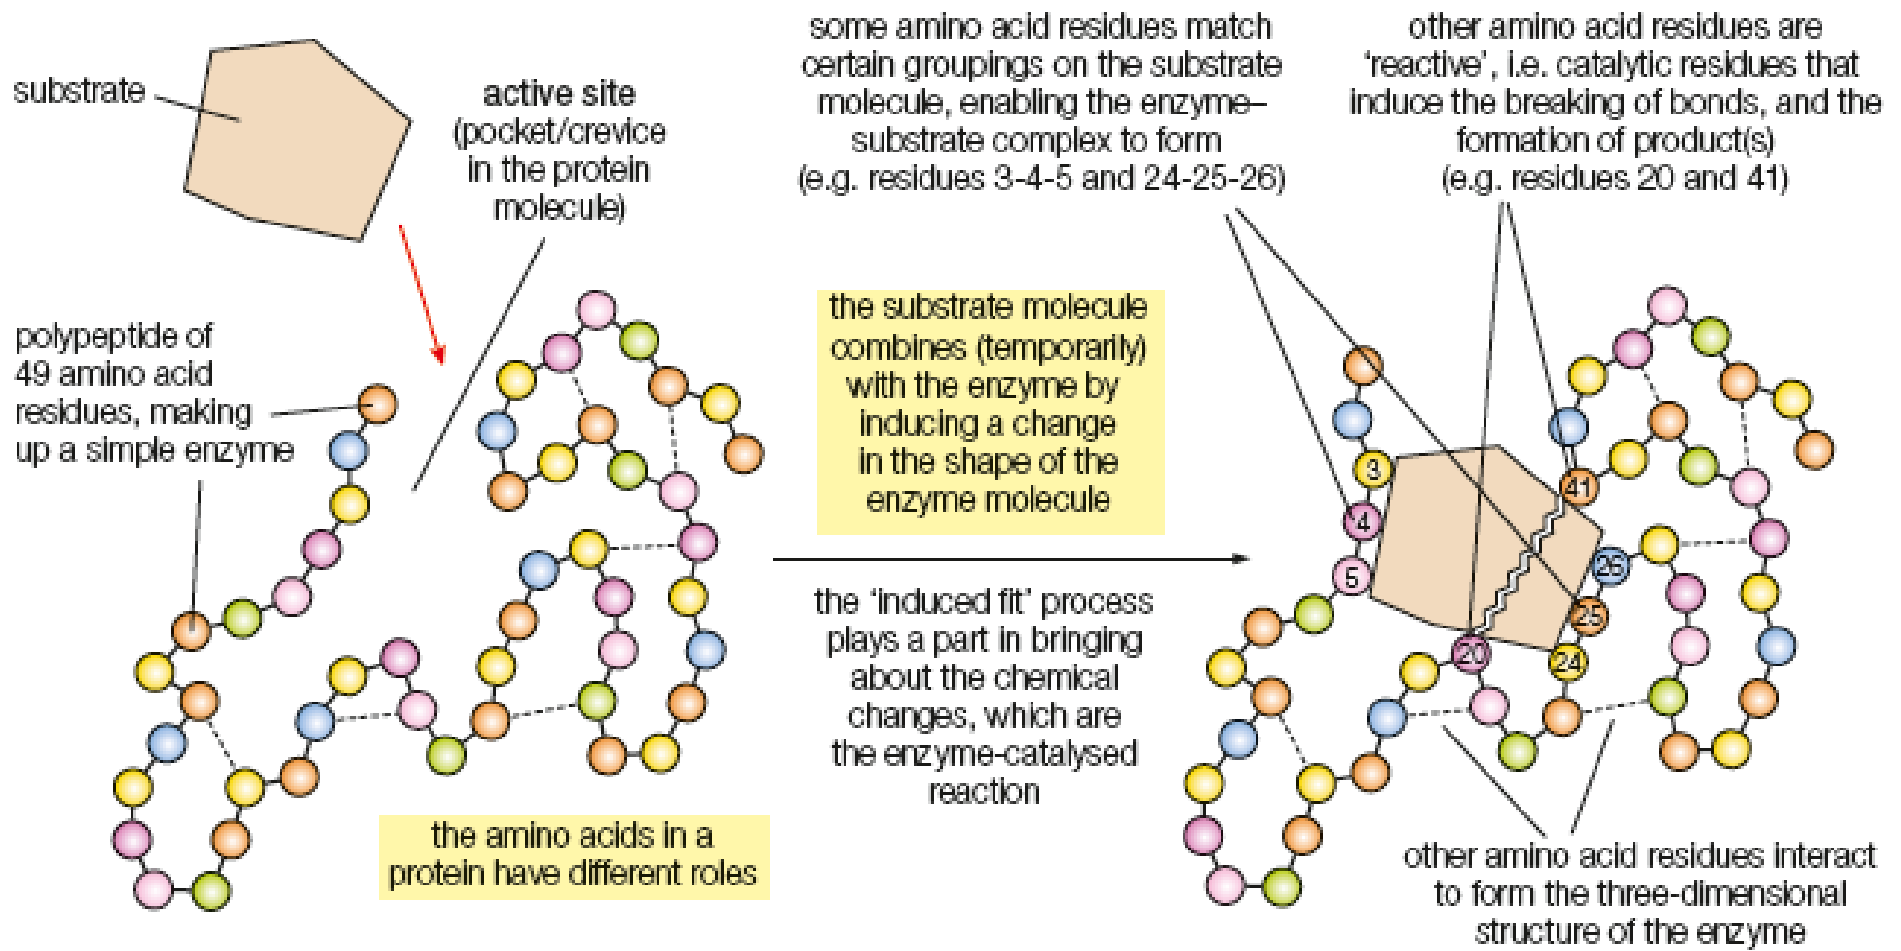 substrate
active site
(pocket/crevice
in the protein
molecule)
some amino acid residues match
certain groupings on the substrate
molecule, enabling the enzyme–
substrate complex to form
(e.g. residues 3-4-5 and 24-25-26)
other amino acid residues are
‘reactive’, i.e. catalytic residues that
induce the breaking of bonds, and the
formation of product(s)
(e.g. residues 20 and 41)
polypeptide of
49 amino acid
residues, making
up a simple enzyme
the substrate molecule
combines (temporarily)
with the enzyme by
inducing a change
in the shape of the
enzyme molecule
the ‘induced fit’ process
plays a part in bringing
about the chemical
changes, which are
the enzyme-catalysed
reaction
the amino acids in a
protein have different roles
3
4
5
41
26
25
24
20
other amino acid residues interact
to form the three-dimensional
structure of the enzyme